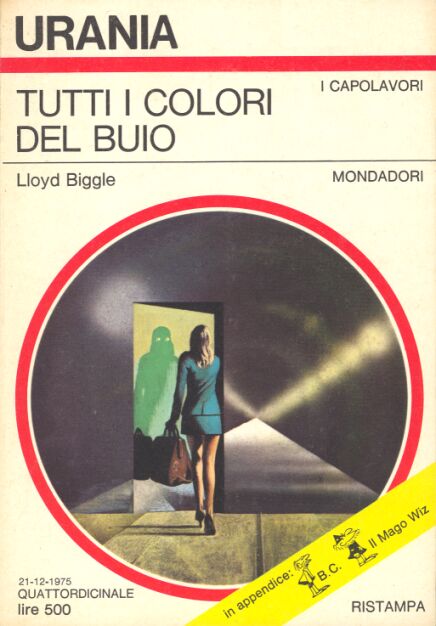 URANIA
I CAPOLAVORI
TUTTI I COLORI
DEL BUIO
Lloyd Biggle
MONDADORI
21-12-1975
QUATTORDICINALE
lire 500
in appendice:
B.C.
Il Mago Wiz
RISTAMPA